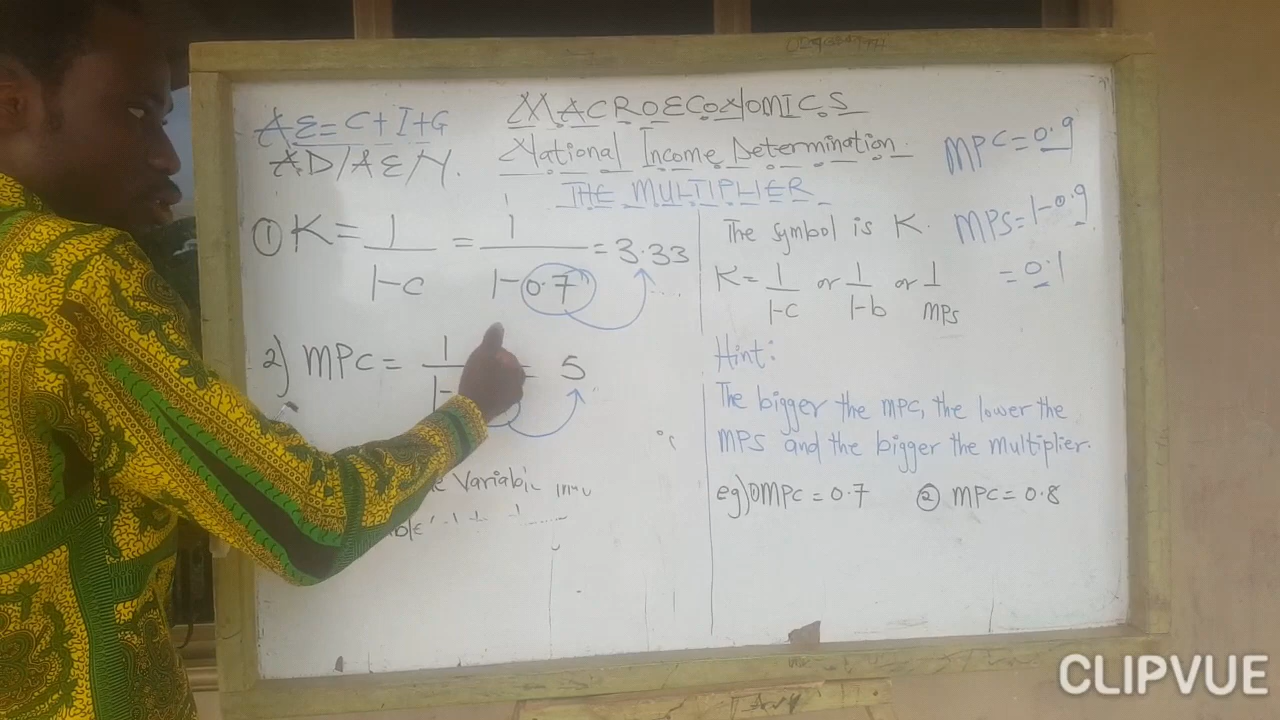 MACROECONOMICS
National Income Determination
THE MULTIPLIER
AE=C+I+G
AD/AE/Y.
① K = 1/1-c = 1/1-0.7 = 3.33
2) MPC = 1/1- = 5
Variable
MPC=0.9
MPS=1-0.9
=0.1
The symbol is K.
K = 1/1-c or 1/1-b or 1/MPS
Hint:
The bigger the MPC, the lower the
MPS and the bigger the multiplier.
eg) ① MPC = 0.7 ② MPC = 0.8
CLIPVUE